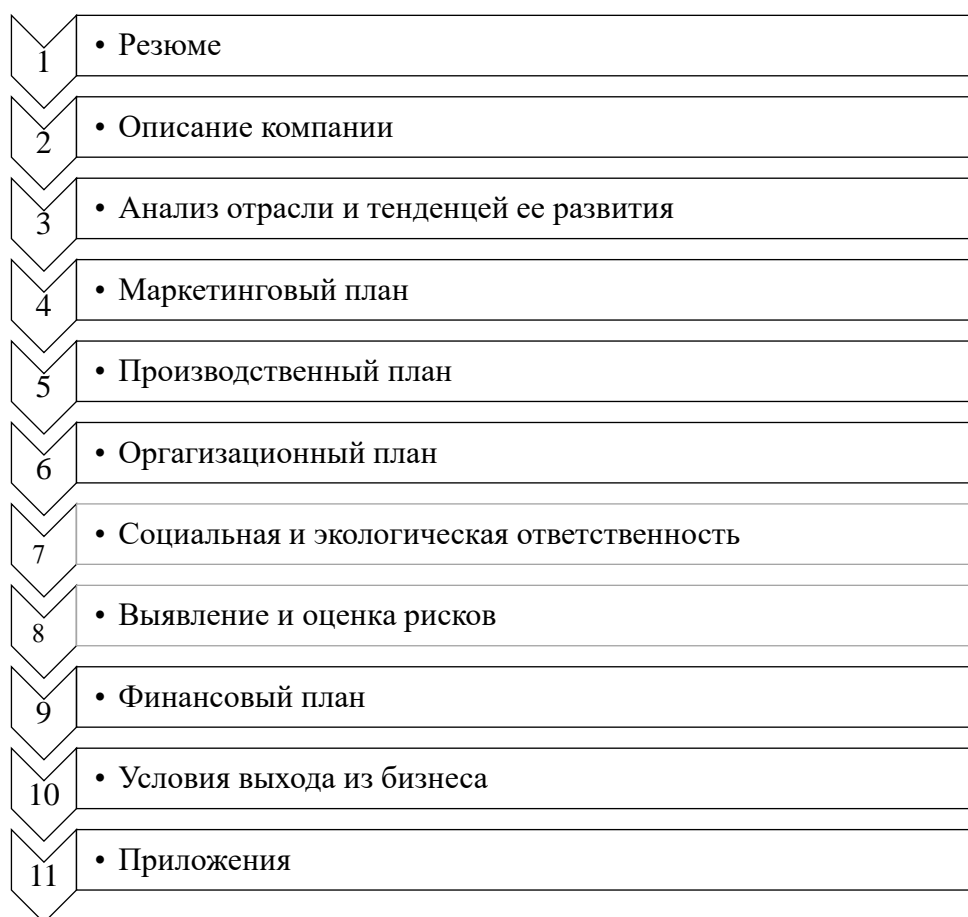 1 • Резюме
2 • Описание компании
3 • Анализ отрасли и тенденцей ее развития
4 • Маркетинговый план
5 • Производственный план
6 • Оргагизационный план
7 • Социальная и экологическая ответственность
8 • Выявление и оценка рисков
9 • Финансовый план
10 • Условия выхода из бизнеса
11 • Приложения